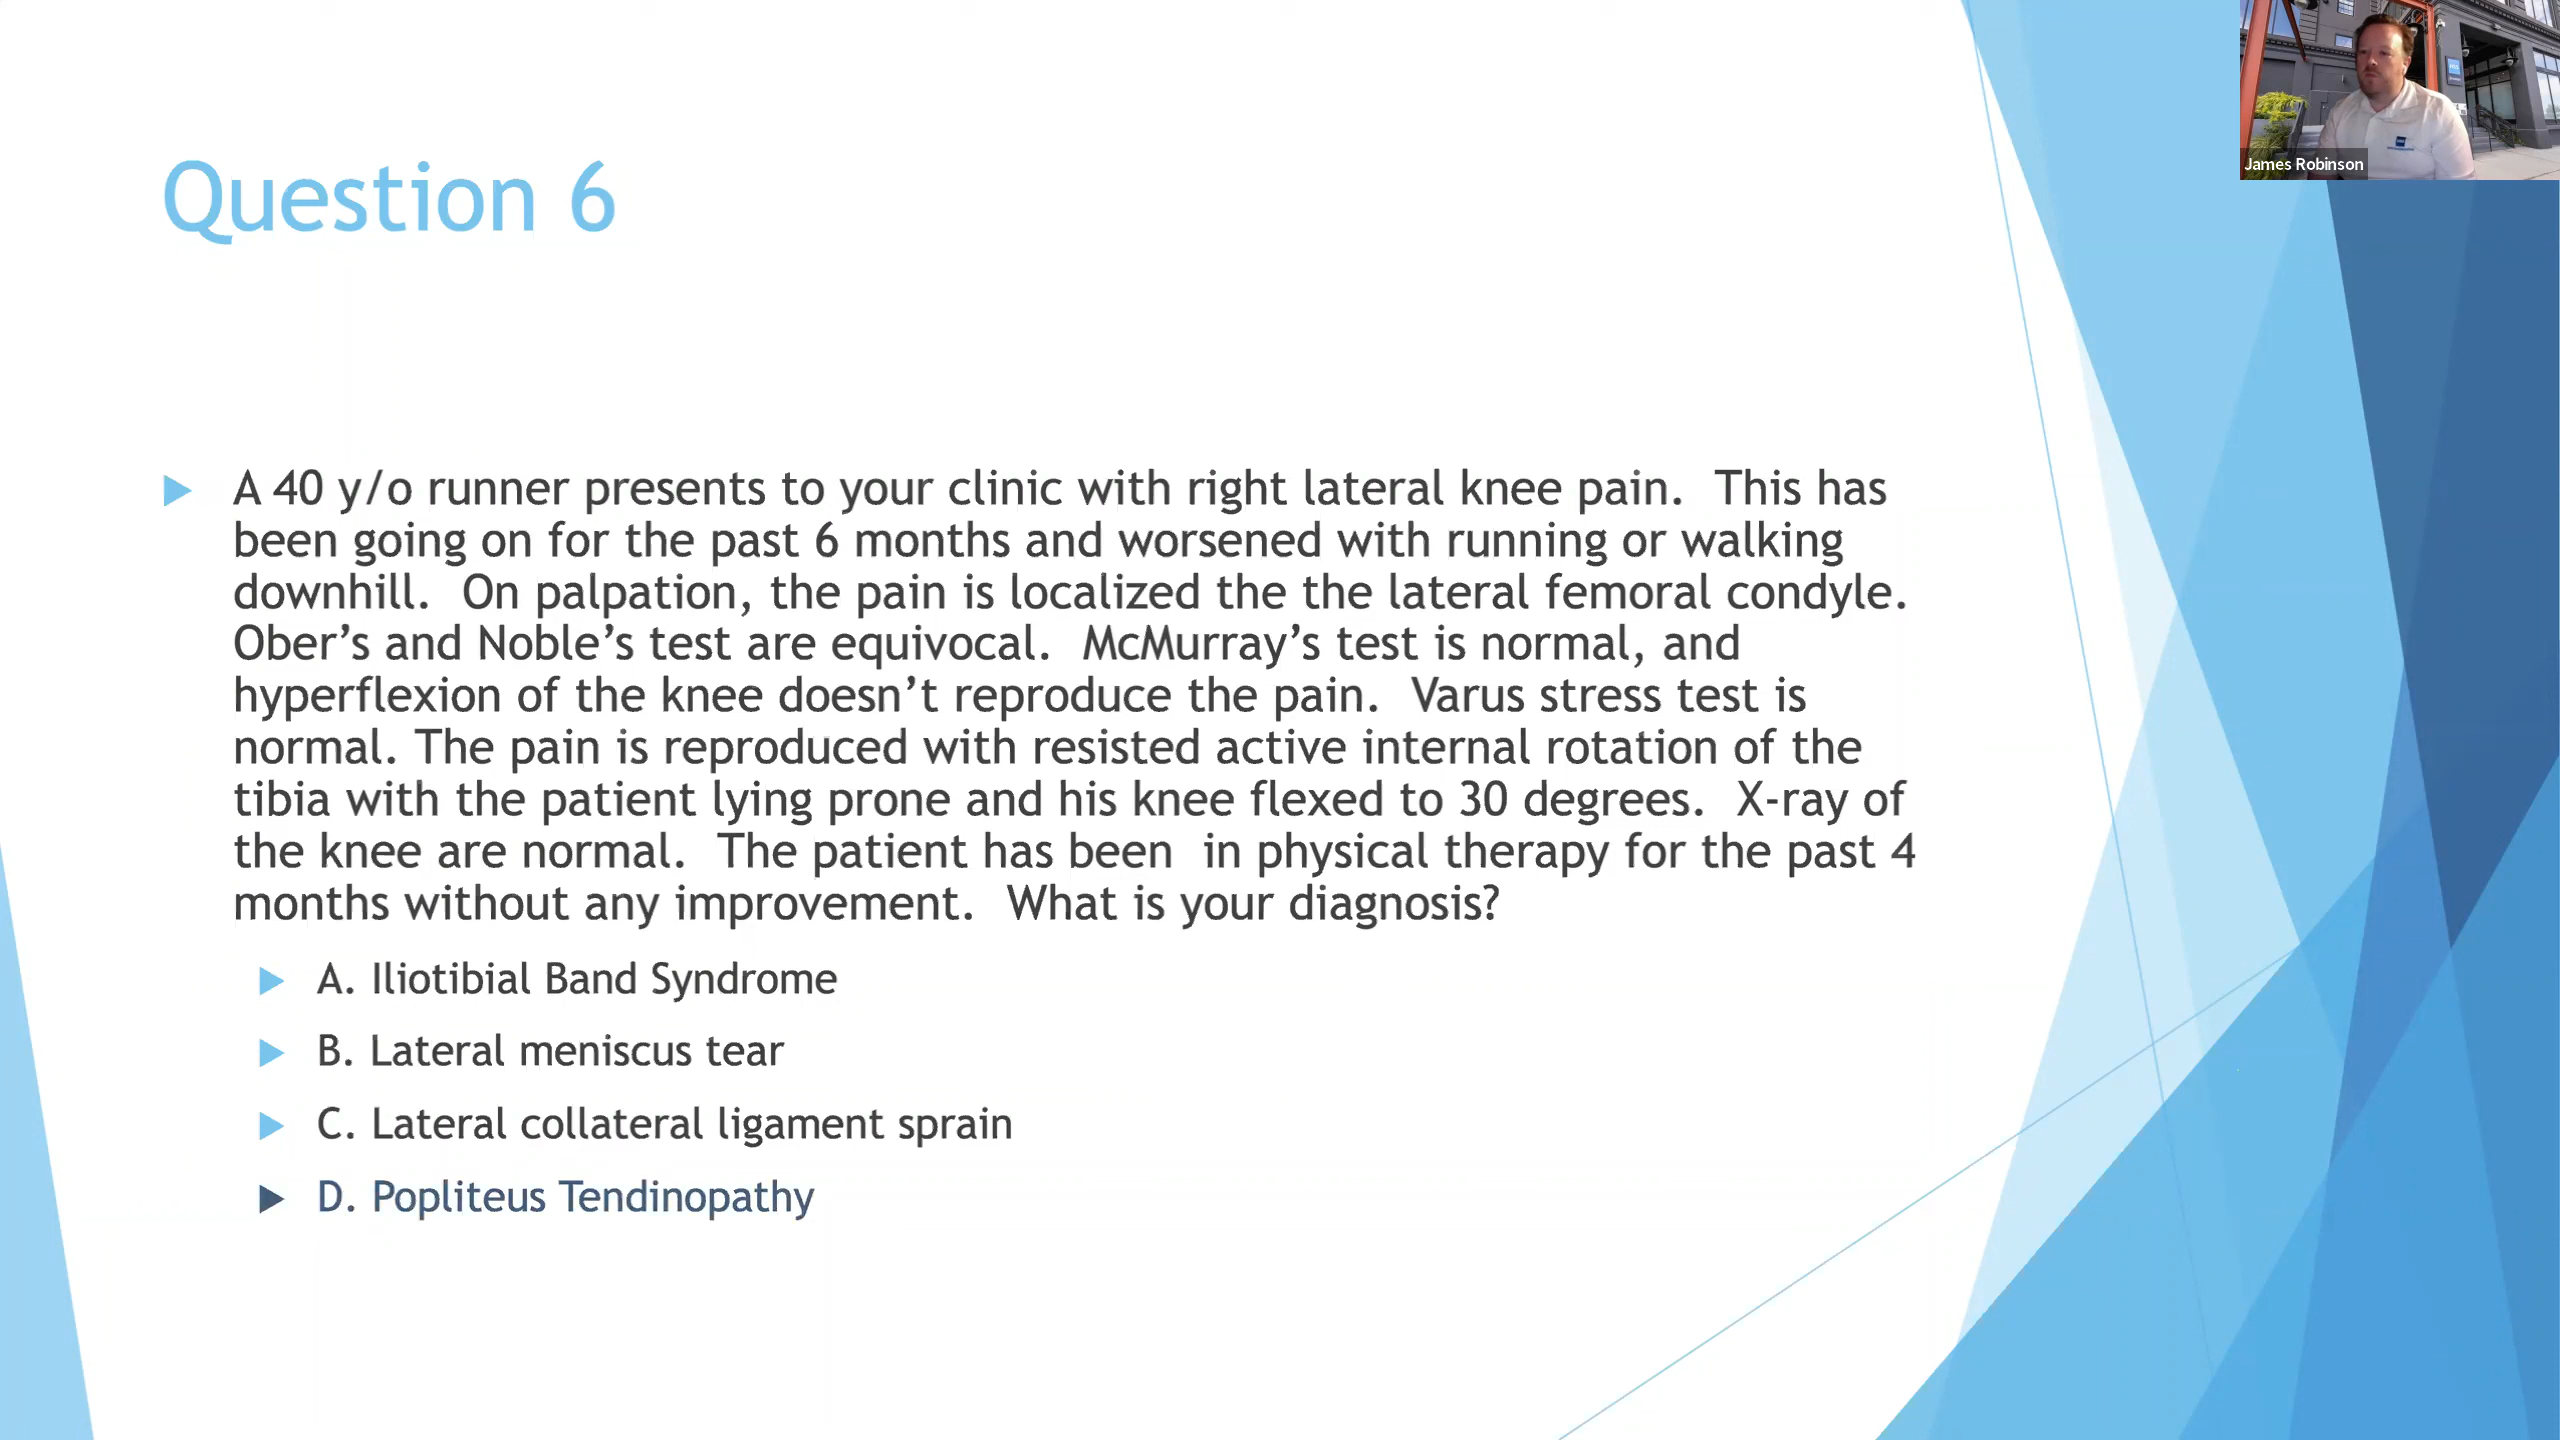 James Robinson
Question 6
A 40 y/o runner presents to your clinic with right lateral knee pain.  This has
been going on for the past 6 months and worsened with running or walking
downhill.  On palpation, the pain is localized the the lateral femoral condyle.
Ober’s and Noble’s test are equivocal.  McMurray’s test is normal, and
hyperflexion of the knee doesn’t reproduce the pain.  Varus stress test is
normal. The pain is reproduced with resisted active internal rotation of the
tibia with the patient lying prone and his knee flexed to 30 degrees.  X-ray of
the knee are normal.  The patient has been  in physical therapy for the past 4
months without any improvement.  What is your diagnosis?
A. Iliotibial Band Syndrome
B. Lateral meniscus tear
C. Lateral collateral ligament sprain
D. Popliteus Tendinopathy